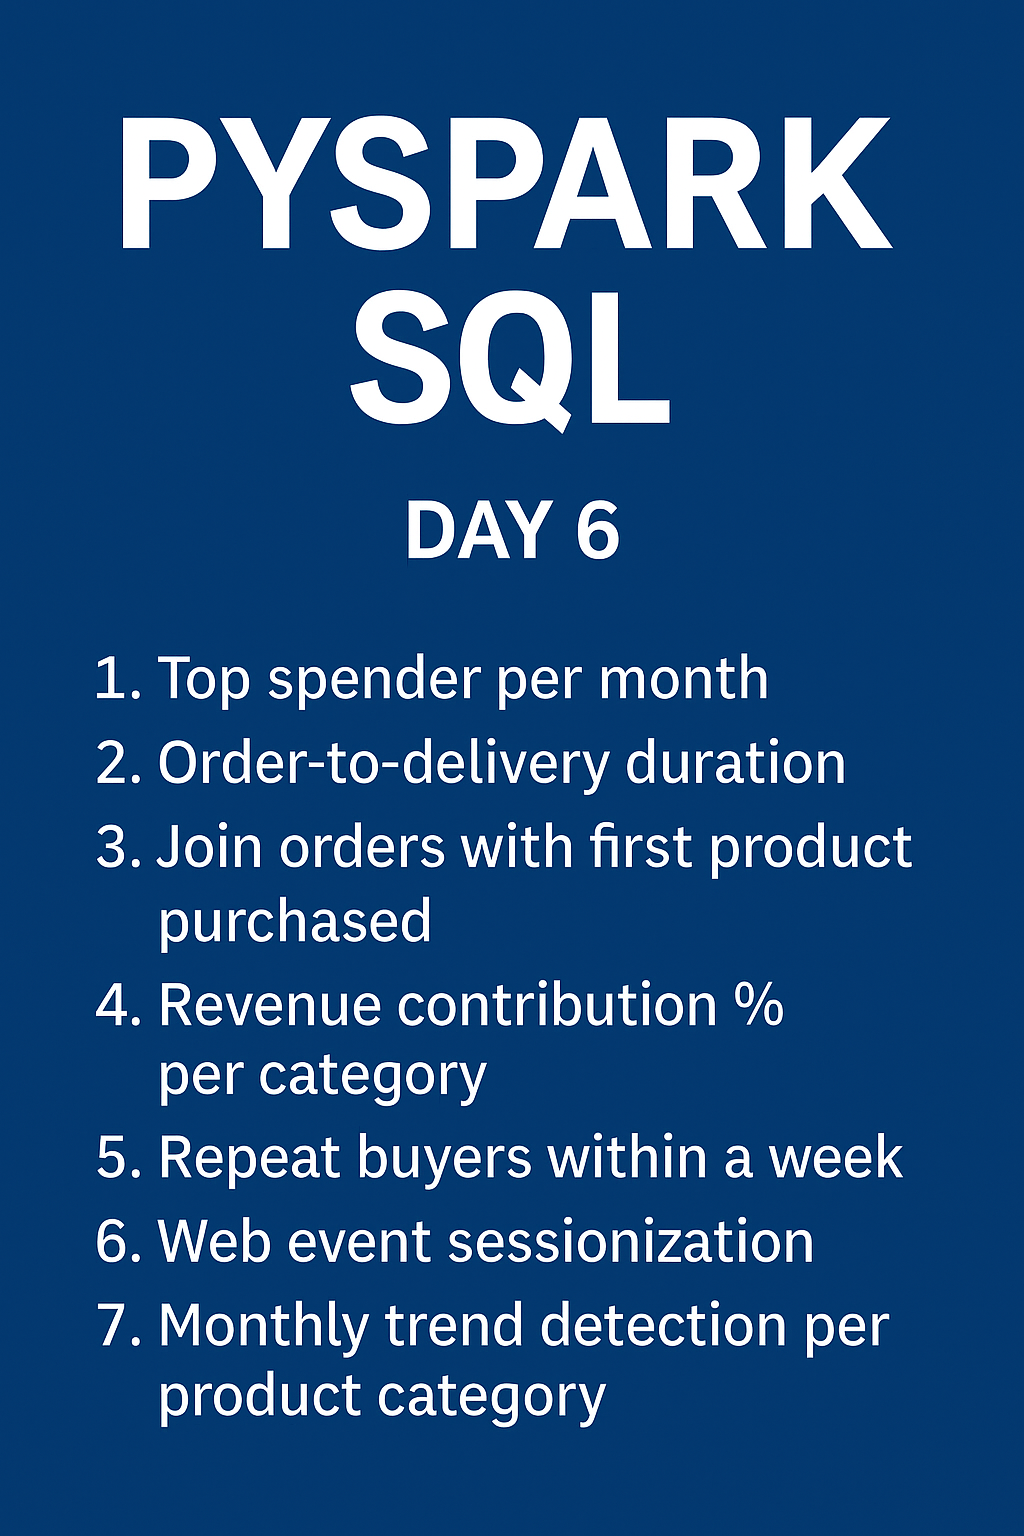 PYSPARK
SQL
DAY 6
1. Top spender per month
2. Order-to-delivery duration
3. Join orders with first product
purchased
4. Revenue contribution %
per category
5. Repeat buyers within a week
6. Web event sessionization
7. Monthly trend detection per
product category